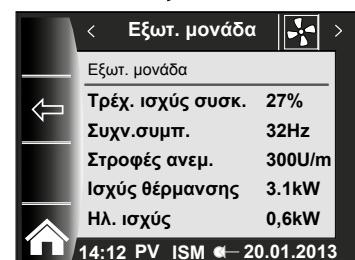 < Εξωτ. μονάδα >
Εξωτ. μονάδα
Τρέχ. ισχύς συσκ. 27%
Συχν.συμπ. 32Hz
Στροφές ανεμ. 300U/m
Ισχύς θέρμανσης 3.1kW
Ηλ. ισχύς 0,6kW
14:12 PV ISM 20.01.2013